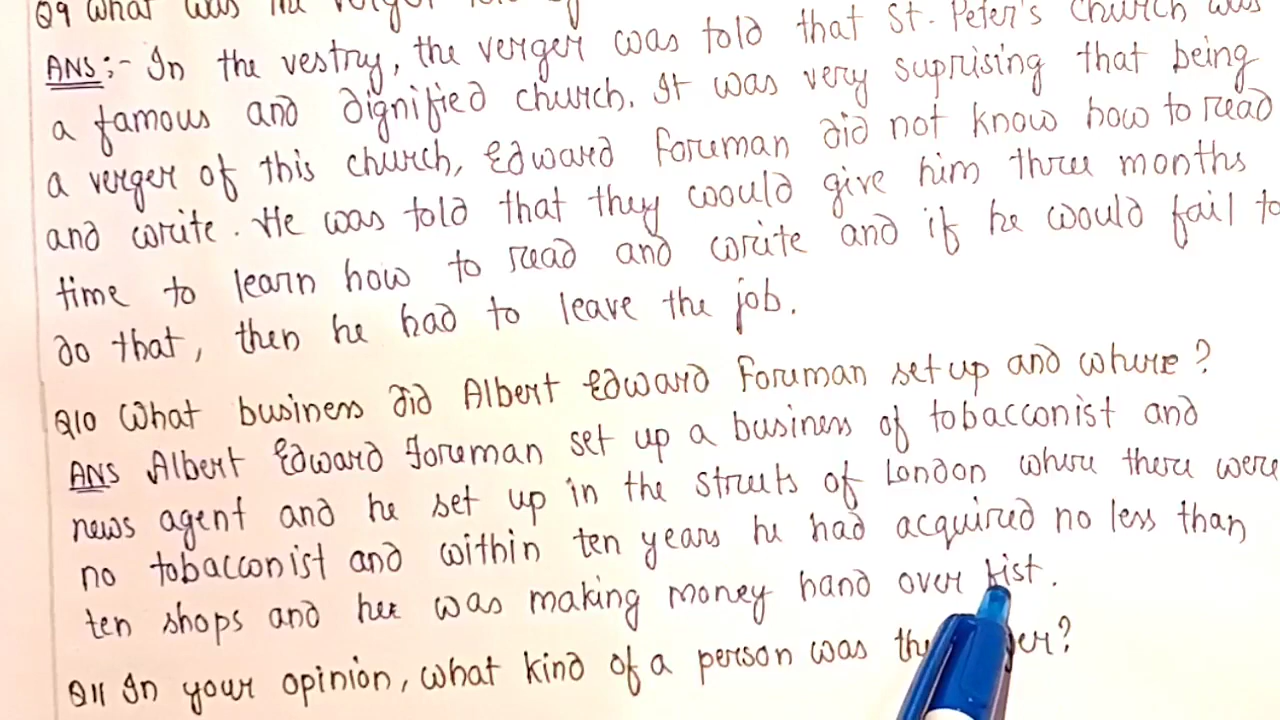 Q9 What was the verger told
ANS:- In the vestry, the verger was told that St. Peter's church was
a famous and dignified church. It was very suprising that being
a verger of this church, Edward Foreman did not know how to read
and write. He was told that they would give him three months
time to learn how to read and write and if he would fail to
do that, then he had to leave the job.
Q10 What business did Albert Edward Foreman set up and where?
ANS Albert Edward Foreman set up a business of tobacconist and
news agent and he set up in the streets of London where there were
no tobacconist and within ten years he had acquired no less than
ten shops and he was making money hand over fist.
Q11 In your opinion, what kind of a person was the